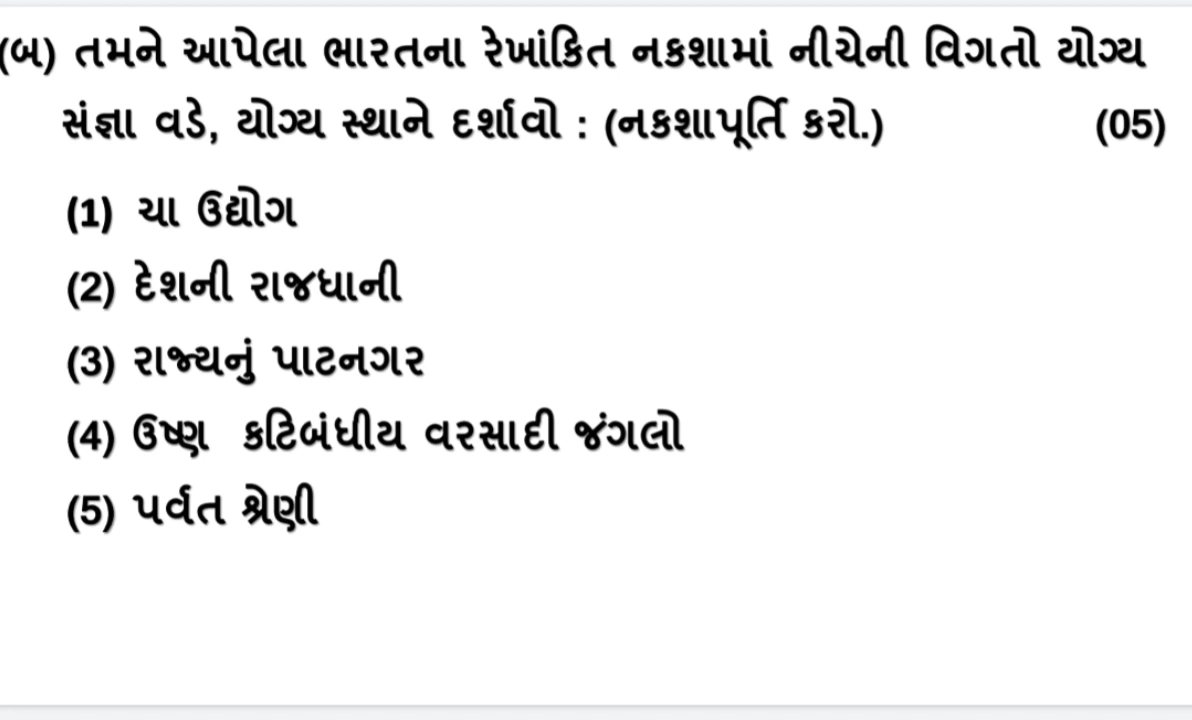 (બ) તમને આપેલા ભારતના રેખાંકિત નકશામાં નીચેની વિગતો યોગ્ય
સંજ્ઞા વડે, યોગ્ય સ્થાને દર્શાવો : (નકશાપૂર્તિ કરો.) (05)
(1) ચા ઉદ્યોગ
(2) દેશની રાજધાની
(3) રાજ્યનું પાટનગર
(4) ઉષ્ણ કટિબંધીય વરસાદી જંગલો
(5) પર્વત શ્રેણી